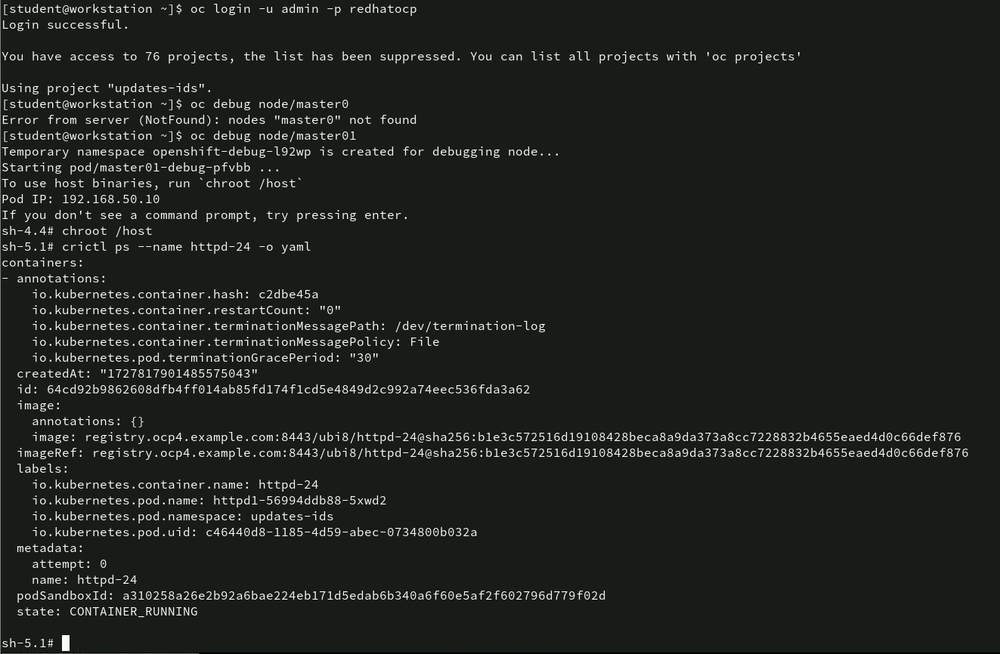 [student@workstation ~]$ oc login -u admin -p redhatocp
Login successful.
You have access to 76 projects, the list has been suppressed. You can list all projects with 'oc projects'
Using project "updates-ids".
[student@workstation ~]$ oc debug node/master0
Error from server (NotFound): nodes "master0" not found
[student@workstation ~]$ oc debug node/master01
Temporary namespace openshift-debug-l92wp is created for debugging node...
Starting pod/master01-debug-pfvbb ...
To use host binaries, run `chroot /host`
Pod IP: 192.168.50.10
If you don't see a command prompt, try pressing enter.
sh-4.4# chroot /host
sh-5.1# crictl ps --name httpd-24 -o yaml
containers:
- annotations:
    io.kubernetes.container.hash: c2dbe45a
    io.kubernetes.container.restartCount: "0"
    io.kubernetes.container.terminationMessagePath: /dev/termination-log
    io.kubernetes.container.terminationMessagePolicy: File
    io.kubernetes.pod.terminationGracePeriod: "30"
  createdAt: "1727817901485575043"
  id: 64cd92b9862608dfb4ff014ab85fd174f1cd5e4849d2c992a74eec536fda3a62
  image:
    annotations: {}
    image: registry.ocp4.example.com:8443/ubi8/httpd-24@sha256:b1e3c572516d19108428beca8a9da373a8cc7228832b4655eaed4d0c66def876
  imageRef: registry.ocp4.example.com:8443/ubi8/httpd-24@sha256:b1e3c572516d19108428beca8a9da373a8cc7228832b4655eaed4d0c66def876
  labels:
    io.kubernetes.container.name: httpd-24
    io.kubernetes.pod.name: httpd1-56994ddb88-5xwd2
    io.kubernetes.pod.namespace: updates-ids
    io.kubernetes.pod.uid: c46440d8-1185-4d59-abec-0734800b032a
  metadata:
    attempt: 0
    name: httpd-24
  podSandboxId: a310258a26e2b92a6bae224eb171d5edab6b340a6f60e5af2f602796d779f02d
  state: CONTAINER_RUNNING
sh-5.1#